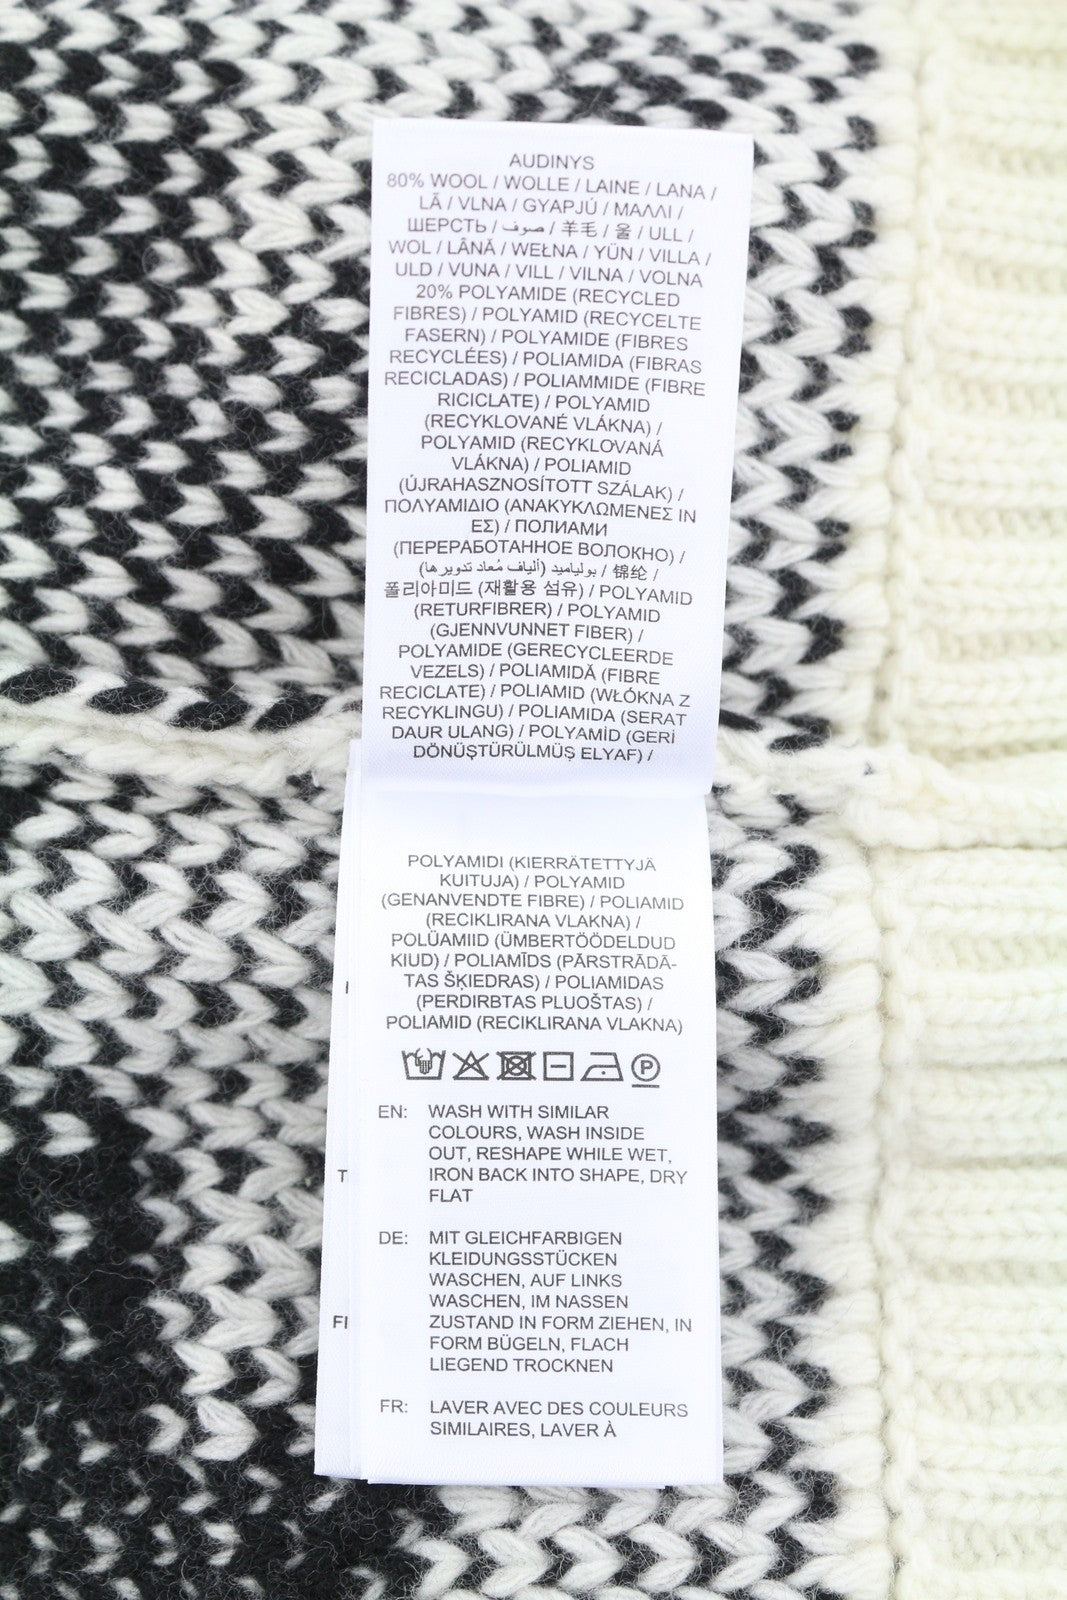 AUDINYS
80% WOOL / WOLLE / LAINE / LANA /
LÃ / VLNA / GYAPJÚ / ΜΑΛΛΙ /
ШЕРСТЬ / صوف / 羊毛 / 울 / ULL /
WOL / LÂNĂ / WEŁNA / YÜN / VILLA /
ULD / VUNA / VILL / VILNA / VOLNA
20% POLYAMIDE (RECYCLED
FIBRES) / POLYAMID (RECYCELTE
FASERN) / POLYAMIDE (FIBRES
RECYCLÉES) / POLIAMIDA (FIBRAS
RECICLADAS) / POLIAMMIDE (FIBRE
RICICLATE) / POLYAMID
(RECYKLOVANÉ VLÁKNA) /
POLYAMID (RECYKLOVANÁ
VLÁKNA) / POLIAMID
(ÚJRAHASZNOSÍTOTT SZÁLAK) /
ΠΟΛΥΑΜΙΔΙΟ (ΑΝΑΚΥΚΛΩΜΕΝΕΣ ΙΝ
ΕΣ) / ПОЛИАМИ
(ПЕРЕРАБОТАННОЕ ВОЛОКНО) /
بولياميد (ألياف مُعاد تدويرها) / 锦纶 /
폴리아미드 (재활용 섬유) / POLYAMID
(RETURFIBRER) / POLYAMID
(GJENNVUNNET FIBER) /
POLYAMIDE (GERECYCLEERDE
VEZELS) / POLIAMIDĂ (FIBRE
RECICLATE) / POLIAMID (WŁÓKNA Z
RECYKLINGU) / POLIAMIDA (SERAT
DAUR ULANG) / POLYAMİD (GERİ
DÖNÜŞTÜRÜLMÜŞ ELYAF) /
POLYAMIDI (KIERRÄTETTYJÄ
KUITUJA) / POLYAMID
(GENANVENDTE FIBRE) / POLIAMID
(RECIKLIRANA VLAKNA) /
POLÜAMIID (ÜMBERTÖÖDELDUD
KIUD) / POLIAMĪDS (PĀRSTRĀDĀ-
TAS ŠĶIEDRAS) / POLIAMIDAS
(PERDIRBTAS PLUOŠTAS) /
POLIAMID (RECIKLIRANA VLAKNA)
P
EN: WASH WITH SIMILAR
COLOURS, WASH INSIDE
OUT, RESHAPE WHILE WET,
IRON BACK INTO SHAPE, DRY
FLAT
DE: MIT GLEICHFARBIGEN
KLEIDUNGSSTÜCKEN
WASCHEN, AUF LINKS
WASCHEN, IM NASSEN
ZUSTAND IN FORM ZIEHEN, IN
FORM BÜGELN, FLACH
LIEGEND TROCKNEN
FR: LAVER AVEC DES COULEURS
SIMILAIRES, LAVER À
T
FI